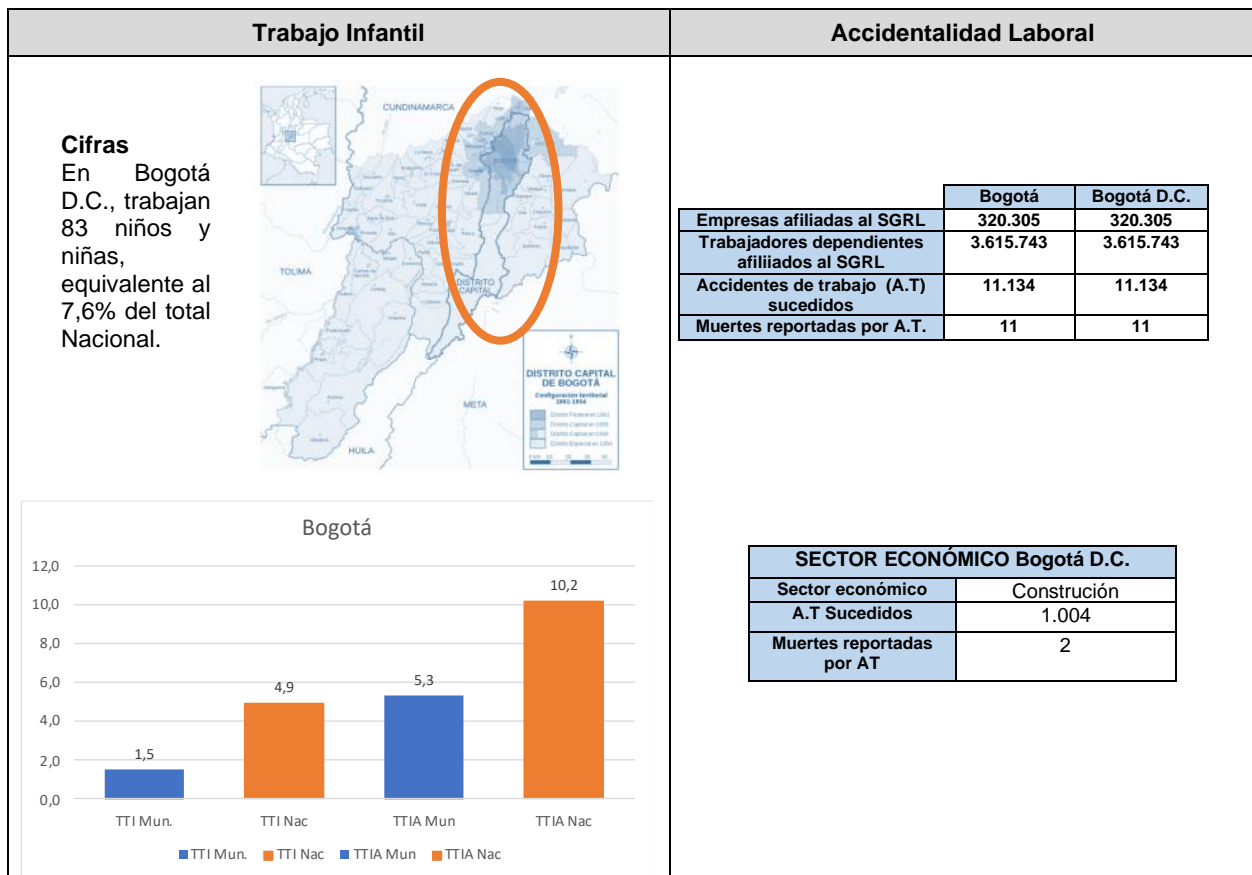 Trabajo Infantil
Accidentalidad Laboral
Cifras
En Bogotá
D.C., trabajan
83 niños y
niñas,
equivalente al
7,6% del total
Nacional.
CUNDINAMARCA
TOLIMA
DISTRITO
CAPITAL
META
HUILA
DISTRITO CAPITAL
DE BOGOTÁ
Configuración territorial
1861-1954
Bogotá Bogotá D.C.
Empresas afiliadas al SGRL 320.305 320.305
Trabajadores dependientes 3.615.743 3.615.743
afiliiados al SGRL
Accidentes de trabajo (A.T) 11.134 11.134
sucedidos
Muertes reportadas por A.T. 11 11
Bogotá
12,0
10,0
8,0
6,0
4,0
2,0
0,0
1,5
4,9
5,3
10,2
TTI Mun. TTI Nac TTIA Mun TTIA Nac
TTI Mun. TTI Nac TTIA Mun TTIA Nac
SECTOR ECONÓMICO Bogotá D.C.
Sector económico Construción
A.T Sucedidos 1.004
Muertes reportadas 2
por AT